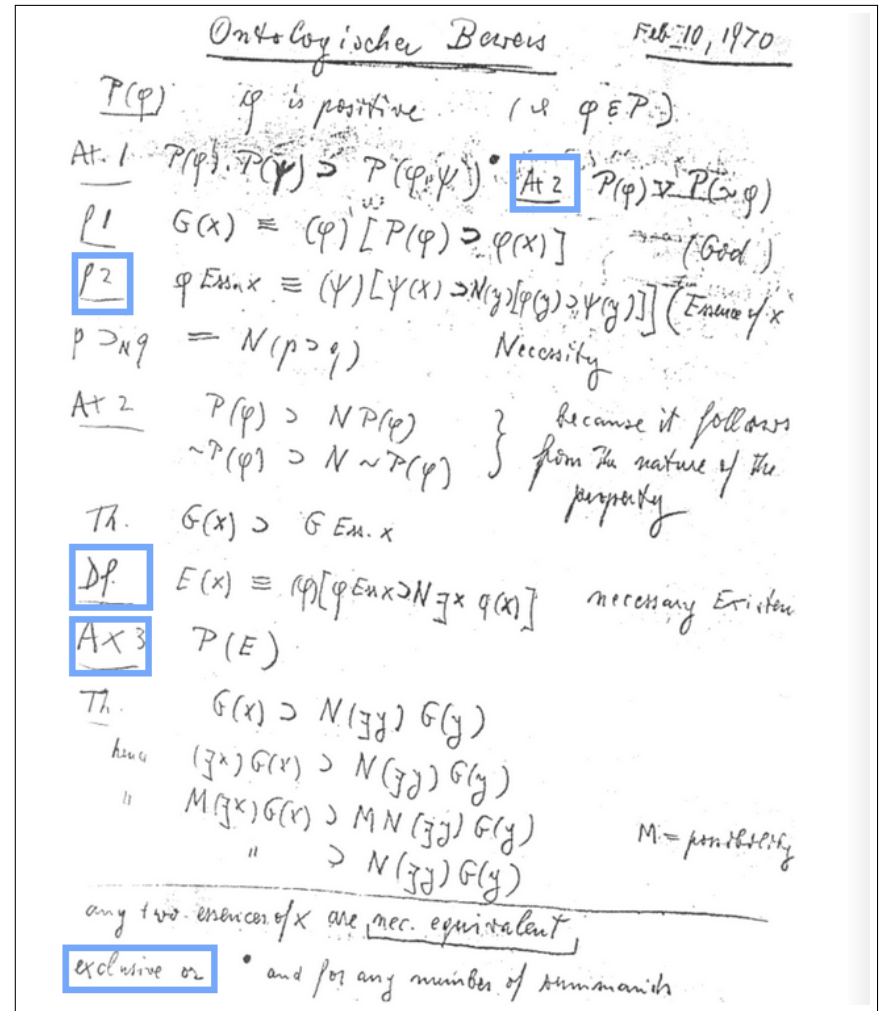 Ontologischer Beweis Feb. 10, 1970
P(φ) φ is positive (φ ε P.)
At. 1 P(φ).P(ψ) ⊃ P(φ.ψ)• At 2 P(φ) ∨ P(∼φ)
P1 G(x) ≡ (φ)[P(φ) ⊃ φ(x)] (God)
P2 φ Ess. x ≡ (ψ)[ψ(x) ⊃ N(y)[φ(y) ⊃ ψ(y)]] (Essence of x
p ⊃N q = N(p ⊃ q) Necessity
At 2 P(φ) ⊃ N P(φ) } because it follows
∼P(φ) ⊃ N ∼P(φ) } from the nature of the
property
Th. G(x) ⊃ G Ess. x
Df. E(x) ≡ (φ)[φ Ess x ⊃ N ∃x φ(x)] necessary Existen
Ax 3 P(E)
Th. G(x) ⊃ N(∃y) G(y)
hence (∃x) G(x) ⊃ N(∃y) G(y)
" M(∃x) G(x) ⊃ M N (∃y) G(y) M = possibility
" ⊃ N(∃y) G(y)
any two essences of x are nec. equivalent
exclusive or • and for any number of summands